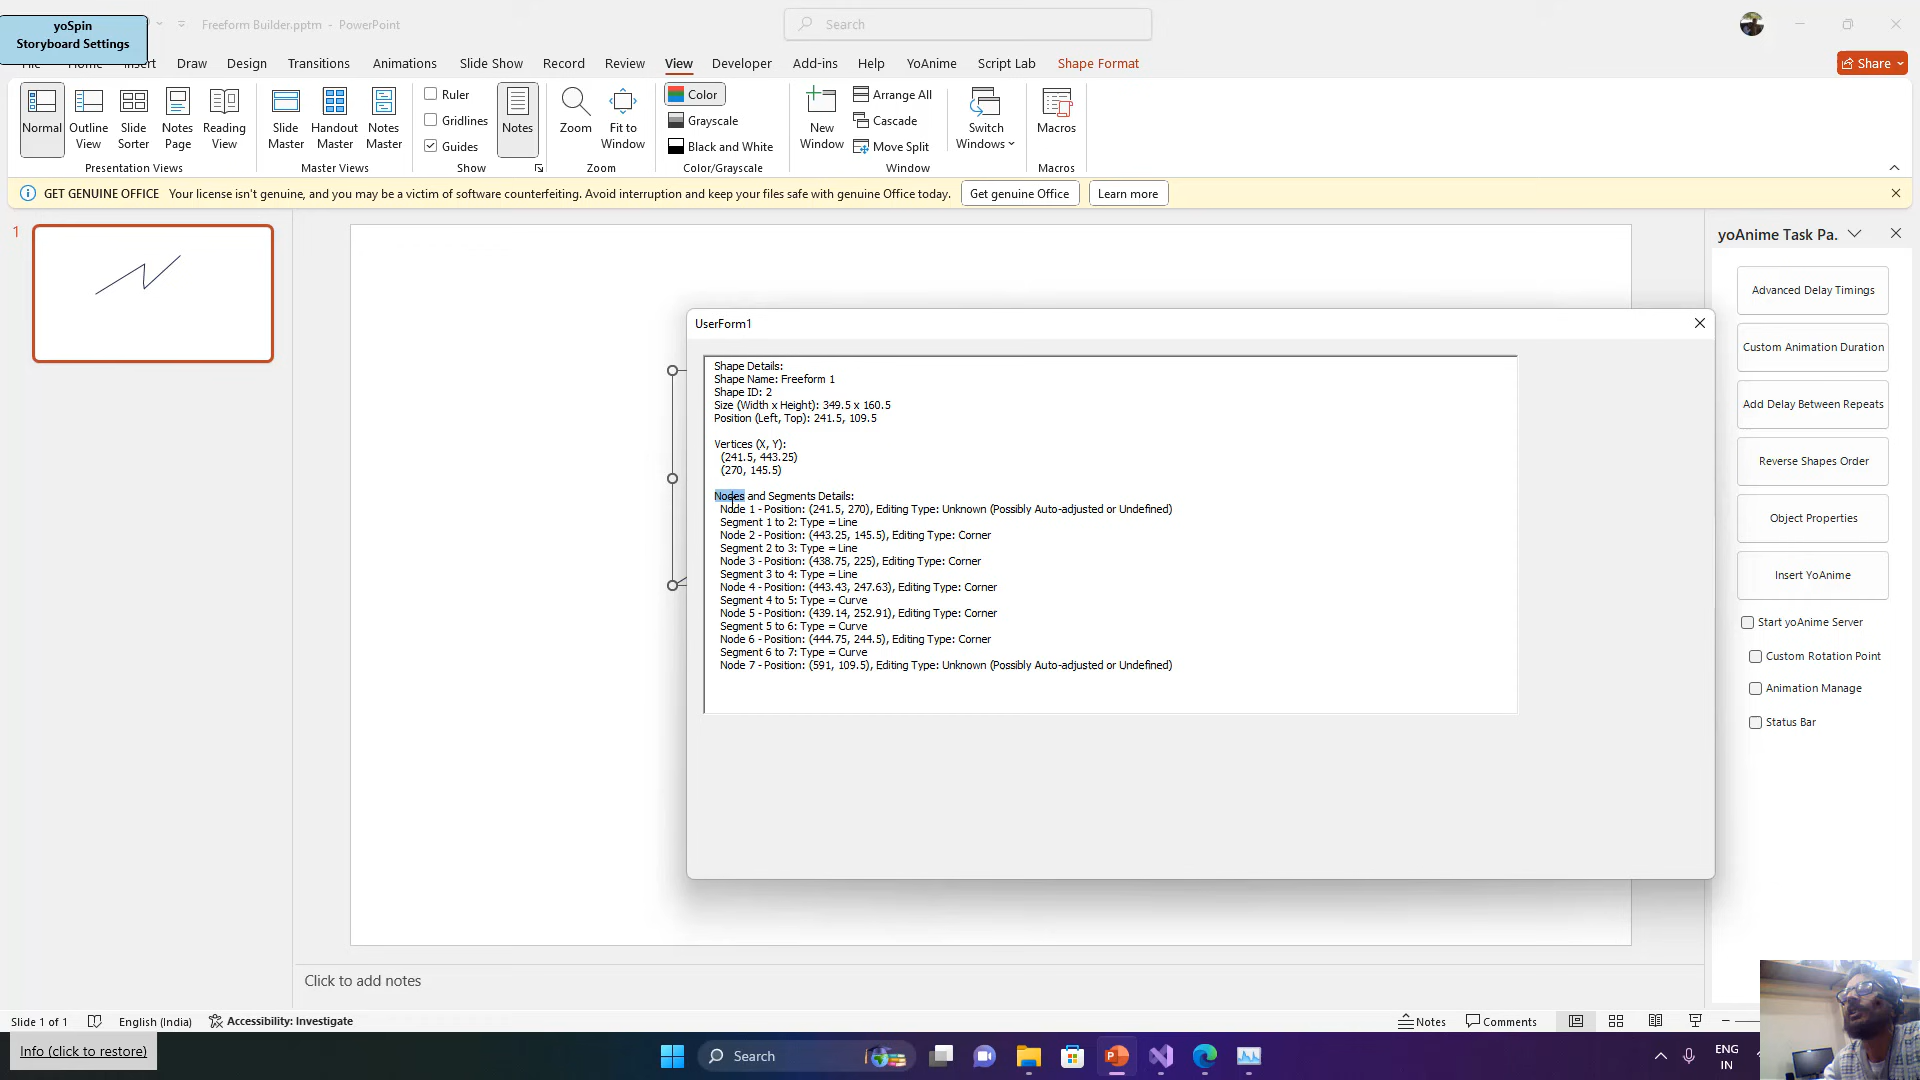 yoSpin
Storyboard Settings
Freeform Builder.pptm - PowerPoint
Search
File Home Insert Draw Design Transitions Animations Slide Show Record Review View Developer Add-ins Help YoAnime Script Lab Shape Format
Share
Normal
Outline View
Slide Sorter
Notes Page
Reading View
Presentation Views
Slide Master
Handout Master
Notes Master
Master Views
Ruler
Gridlines
Guides
Show
Notes
Zoom
Fit to Window
Zoom
Color
Grayscale
Black and White
Color/Grayscale
New Window
Arrange All
Cascade
Move Split
Switch Windows
Window
Macros
Macros
GET GENUINE OFFICE Your license isn't genuine, and you may be a victim of software counterfeiting. Avoid interruption and keep your files safe with genuine Office today. Get genuine Office Learn more
1
UserForm1
Shape Details:
Shape Name: Freeform 1
Shape ID: 2
Size (Width x Height): 349.5 x 160.5
Position (Left, Top): 241.5, 109.5
Vertices (X, Y):
(241.5, 443.25)
(270, 145.5)
Nodes and Segments Details:
Node 1 - Position: (241.5, 270), Editing Type: Unknown (Possibly Auto-adjusted or Undefined)
Segment 1 to 2: Type = Line
Node 2 - Position: (443.25, 145.5), Editing Type: Corner
Segment 2 to 3: Type = Line
Node 3 - Position: (438.75, 225), Editing Type: Corner
Segment 3 to 4: Type = Line
Node 4 - Position: (443.43, 247.63), Editing Type: Corner
Segment 4 to 5: Type = Curve
Node 5 - Position: (439.14, 252.91), Editing Type: Corner
Segment 5 to 6: Type = Curve
Node 6 - Position: (444.75, 244.5), Editing Type: Corner
Segment 6 to 7: Type = Curve
Node 7 - Position: (591, 109.5), Editing Type: Unknown (Possibly Auto-adjusted or Undefined)
yoAnime Task Pa.
Advanced Delay Timings
Custom Animation Duration
Add Delay Between Repeats
Reverse Shapes Order
Object Properties
Insert YoAnime
Start yoAnime Server
Custom Rotation Point
Animation Manage
Status Bar
Click to add notes
Slide 1 of 1 English (India) Accessibility: Investigate
Notes Comments
Info (click to restore)
Search
ENG
IN